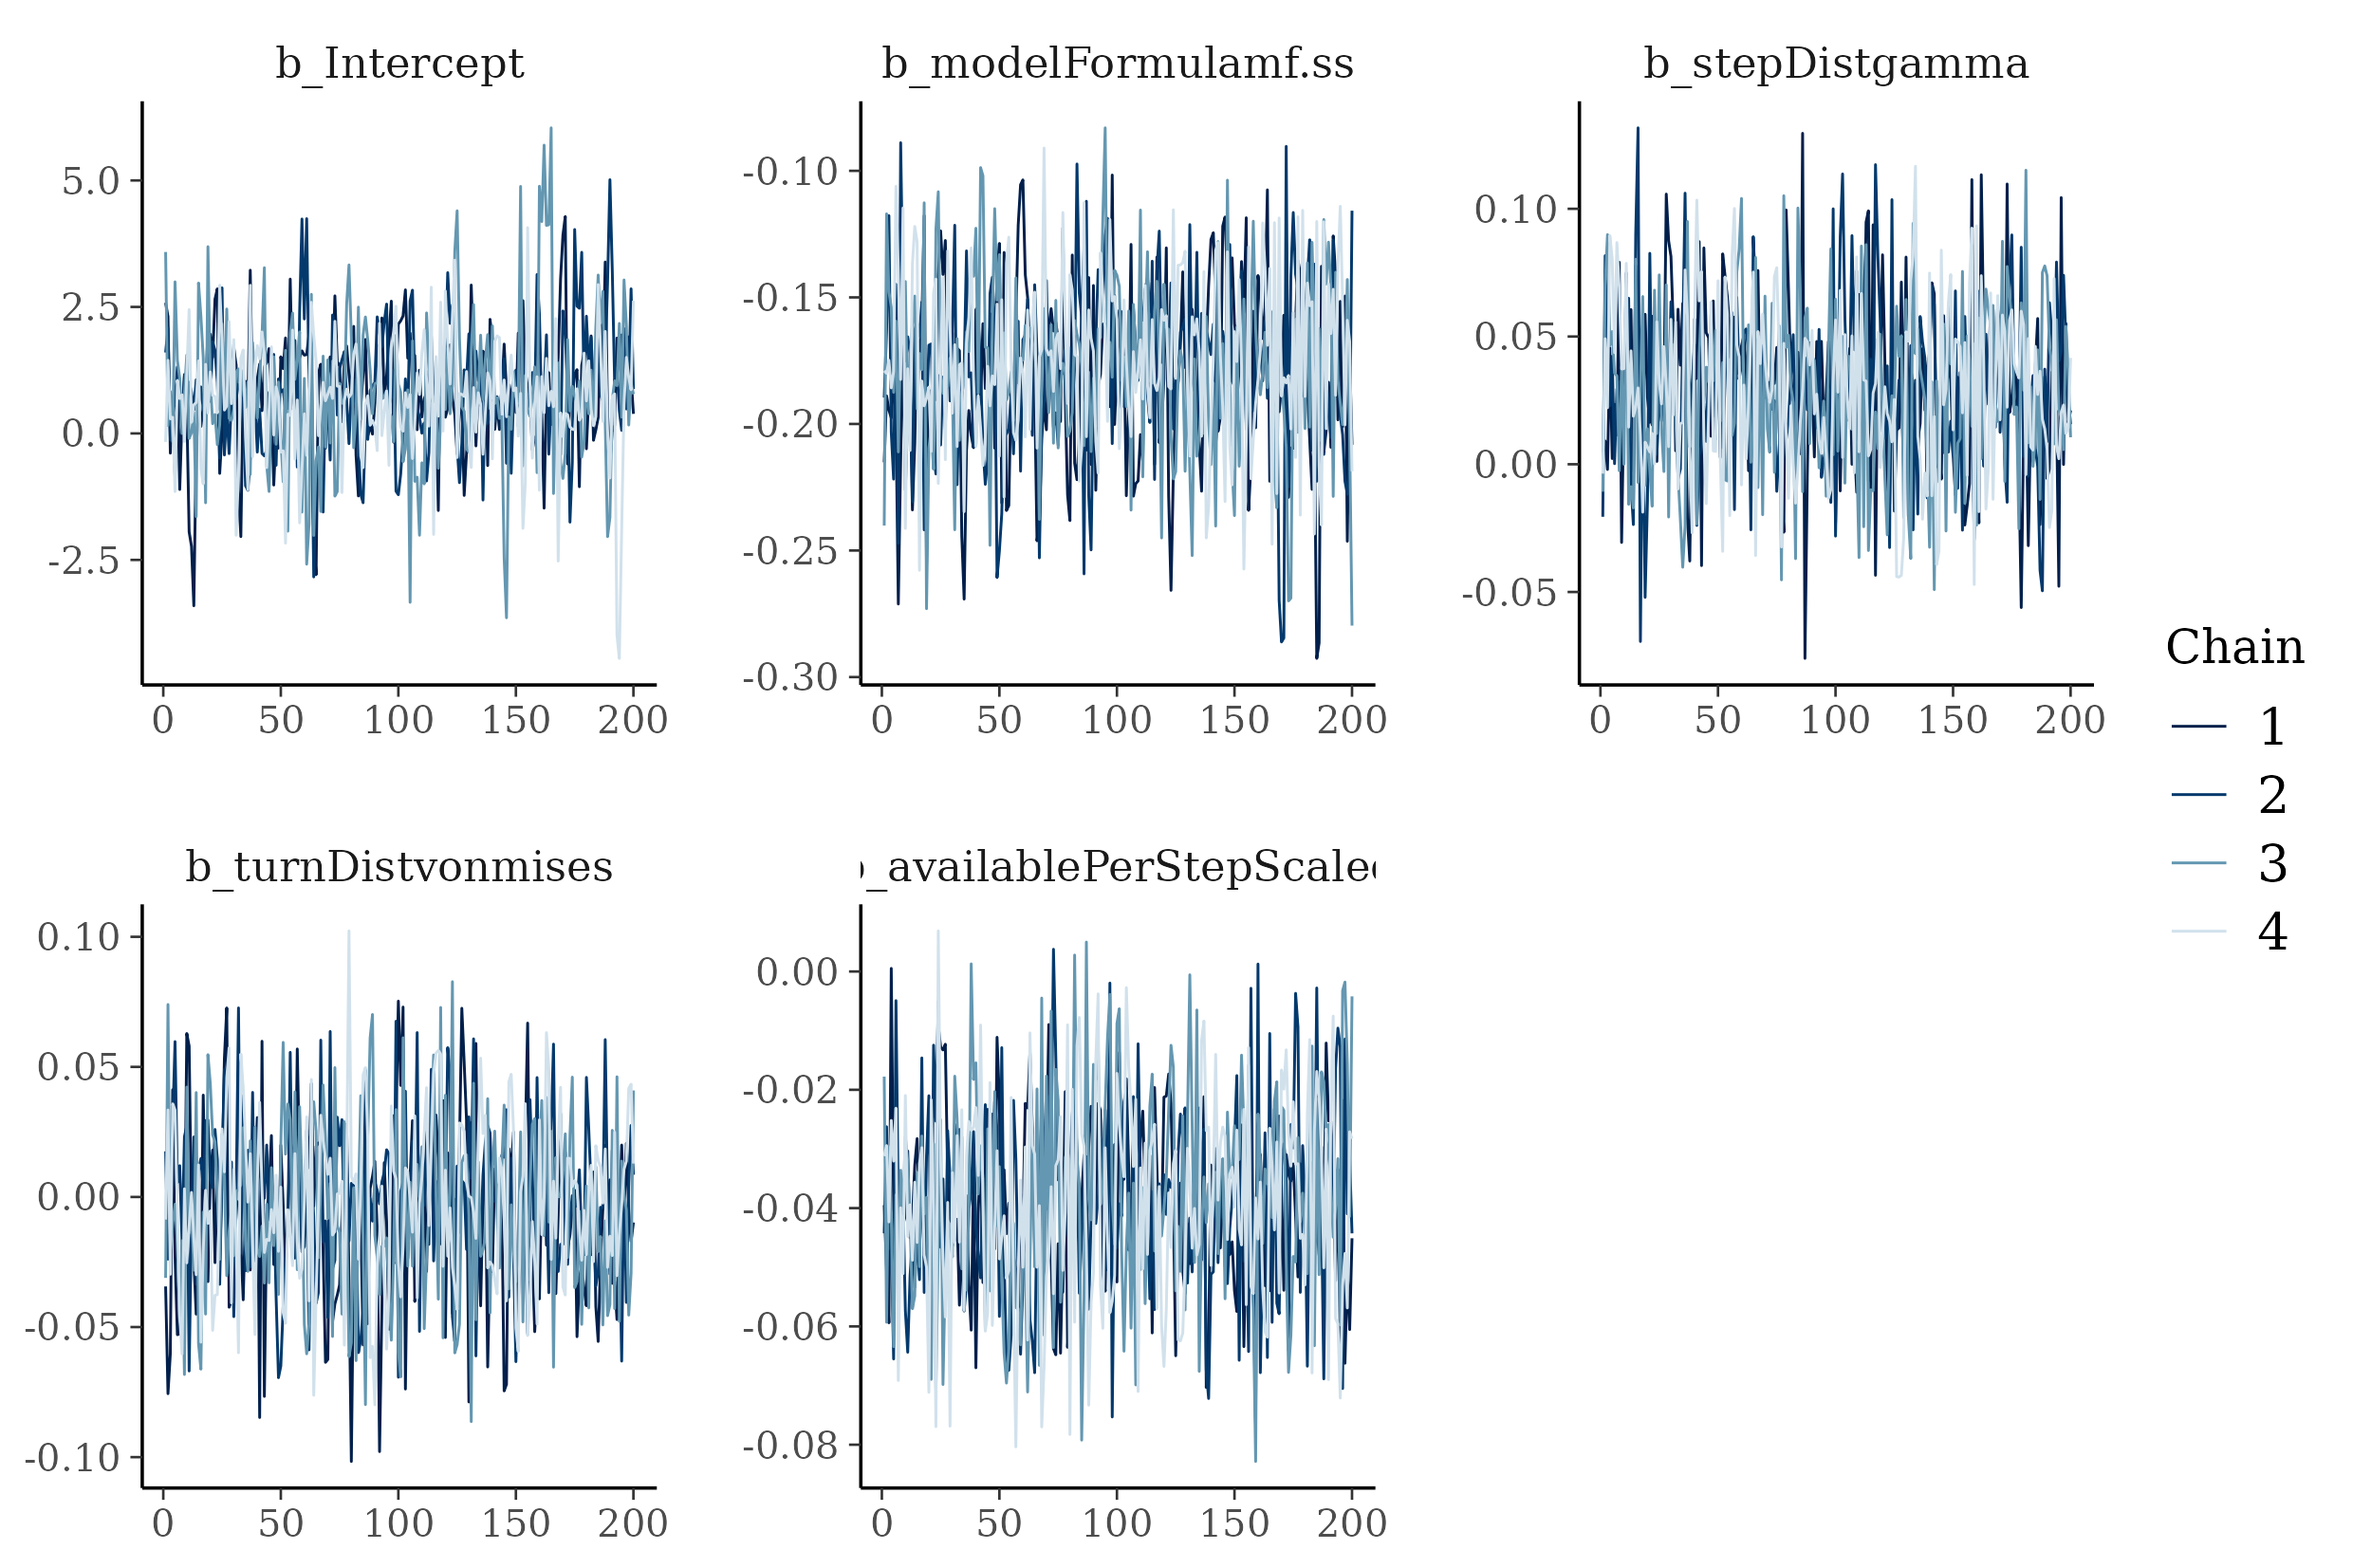 b_Intercept
5.0
2.5
0.0
-2.5
0 50 100 150 200
b_modelFormulamf.ss
-0.10
-0.15
-0.20
-0.25
-0.30
0 50 100 150 200
b_stepDistgamma
0.10
0.05
0.00
-0.05
0 50 100 150 200
b_turnDistvonmises
0.10
0.05
0.00
-0.05
-0.10
0 50 100 150 200
_availablePerStepScale
0.00
-0.02
-0.04
-0.06
-0.08
0 50 100 150 200
Chain
1
2
3
4